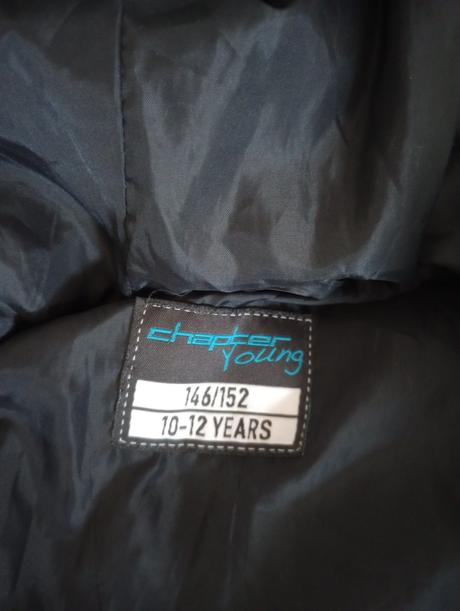 chapter
young
146/152
10-12 YEARS